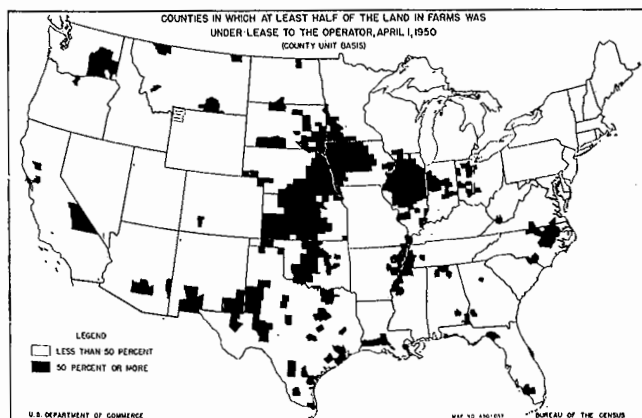 COUNTIES IN WHICH AT LEAST HALF OF THE LAND IN FARMS WAS
UNDER LEASE TO THE OPERATOR, APRIL 1, 1950
(COUNTY UNIT BASIS)
LEGEND
LESS THAN 50 PERCENT
50 PERCENT OR MORE
U.S. DEPARTMENT OF COMMERCE
MAP NO. BUREAU OF THE CENSUS